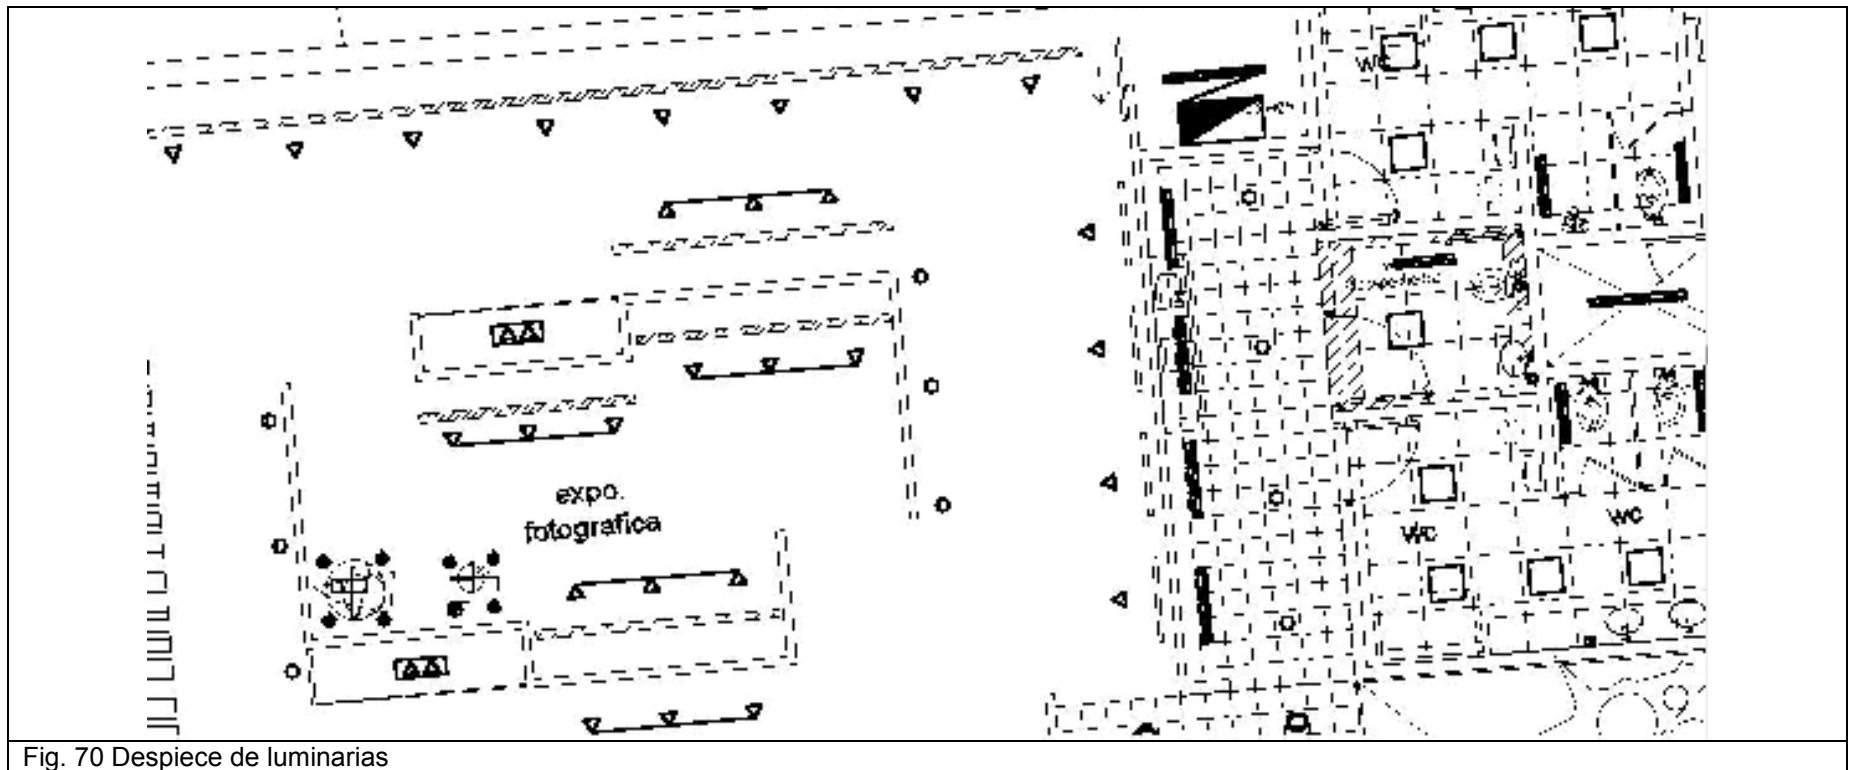 WC
expo.
fotografica
WC
WC
Fig. 70 Despiece de luminarias